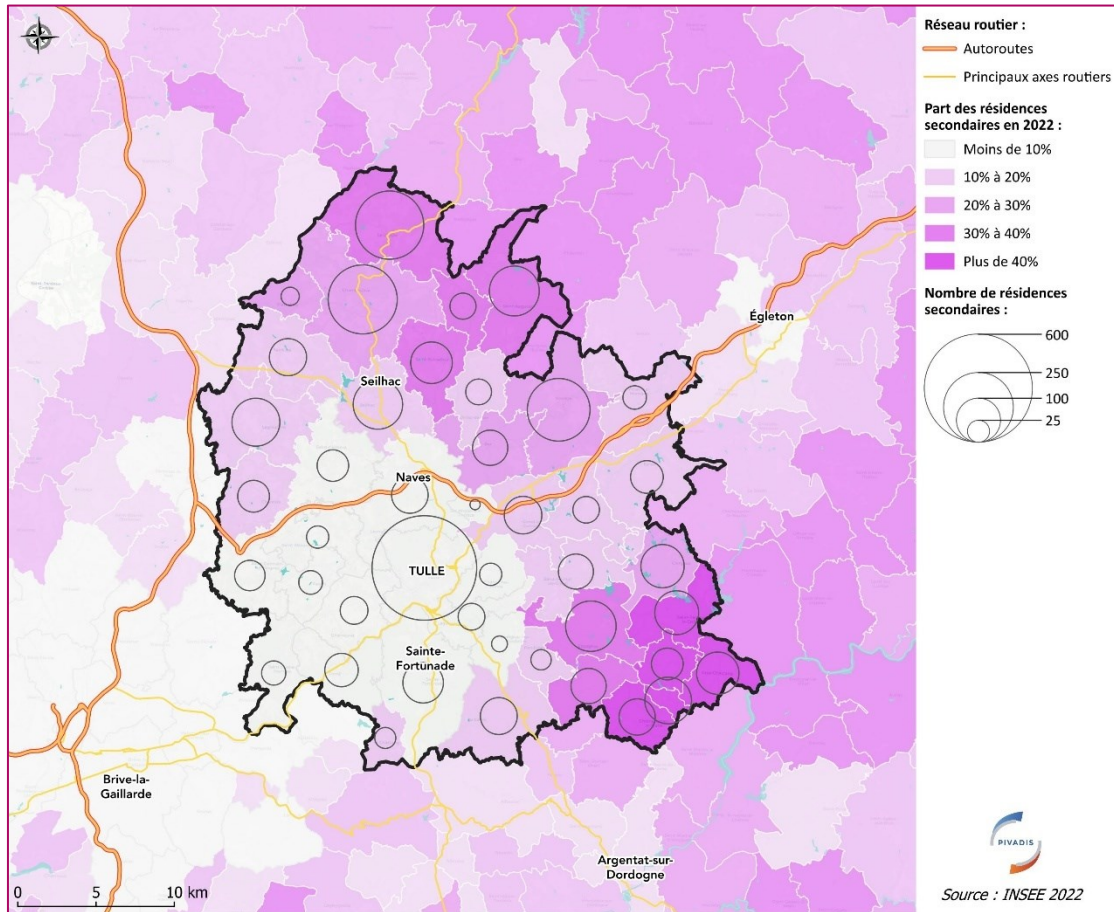 Seilhac
Égleton
Naves
TULLE
Sainte-
Fortunade
Brive-la-
Gaillarde
Argentat-sur-
Dordogne
0 5 10 km
Réseau routier :
Autoroutes
Principaux axes routiers
Part des résidences
secondaires en 2022 :
Moins de 10%
10% à 20%
20% à 30%
30% à 40%
Plus de 40%
Nombre de résidences
secondaires :
600
250
100
25
PIVADIS
Source : INSEE 2022